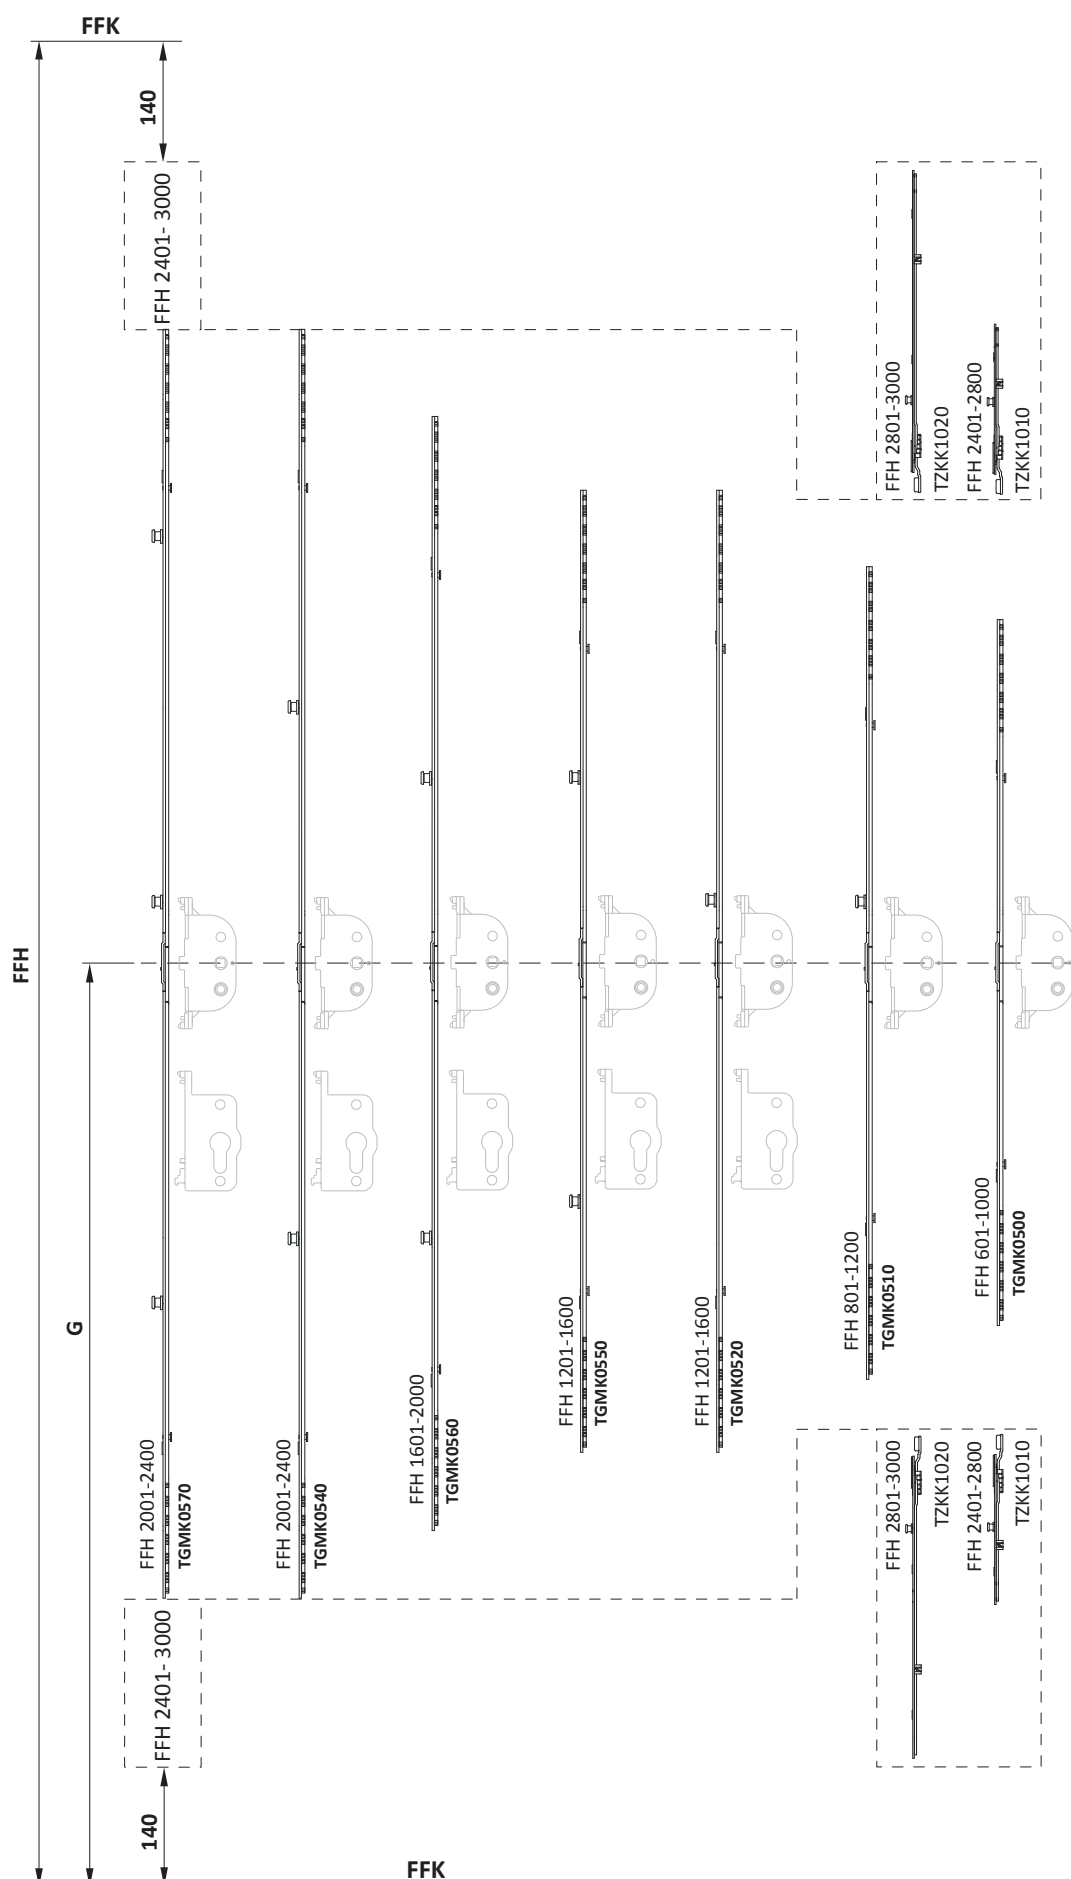 FFK
140
FFH 2401- 3000
FFH 2801-3000
TZKK1020
FFH 2401-2800
TZKK1010
FFH
G
FFH 2001-2400
TGMK0570
FFH 2001-2400
TGMK0540
FFH 1601-2000
TGMK0560
FFH 1201-1600
TGMK0550
FFH 1201-1600
TGMK0520
FFH 801-1200
TGMK0510
FFH 601-1000
TGMK0500
FFH 2401- 3000
FFH 2801-3000
TZKK1020
FFH 2401-2800
TZKK1010
140
FFK